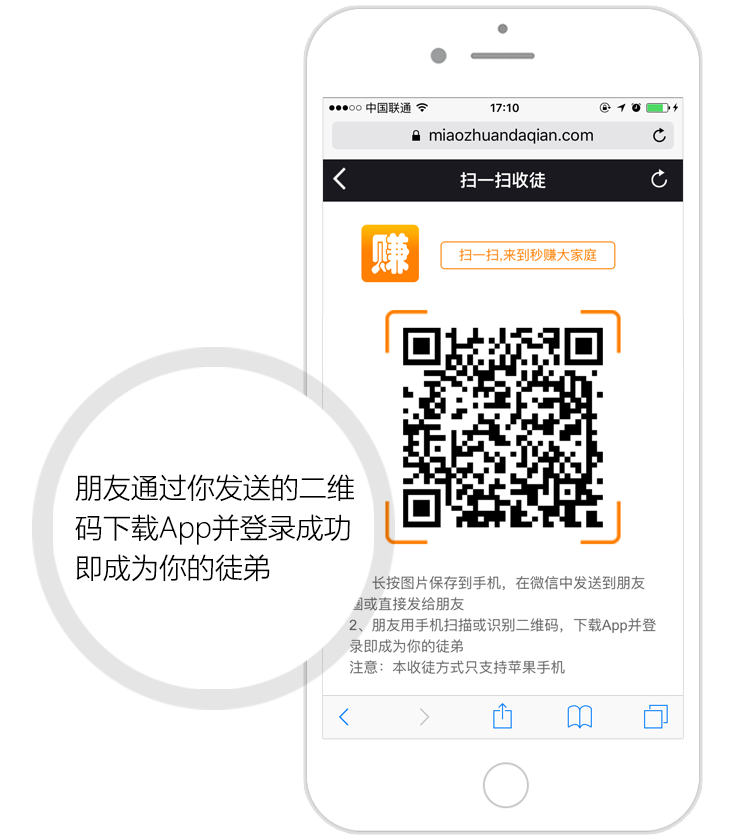 中国联通
17:10
miaozhuandaqian.com
扫一扫收徒
赚
扫一扫,来到秒赚大家庭
朋友通过你发送的二维
码下载App并登录成功
即成为你的徒弟
长按图片保存到手机，在微信中发送到朋友
圈或直接发给朋友
2、朋友用手机扫描或识别二维码，下载App并登
录即成为你的徒弟
注意：本收徒方式只支持苹果手机